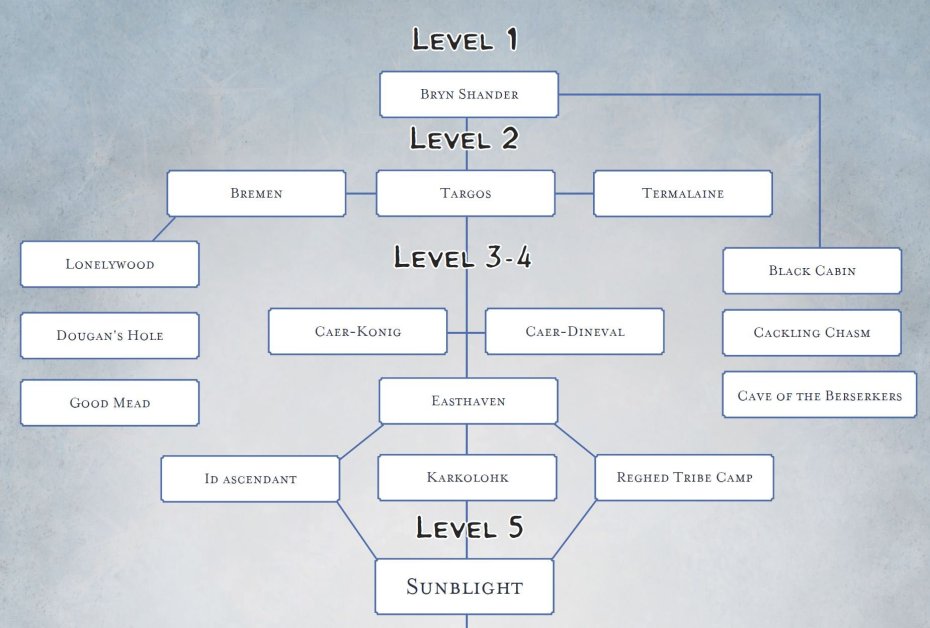 Level 1
Bryn Shander
Level 2
Bremen
Targos
Termalaine
Lonelywood
Level 3-4
Black Cabin
Dougan's Hole
Caer-Konig
Caer-Dineval
Cackling Chasm
Good Mead
Easthaven
Cave of the Berserkers
Id ascendant
Karkolohk
Reghed Tribe Camp
Level 5
Sunblight